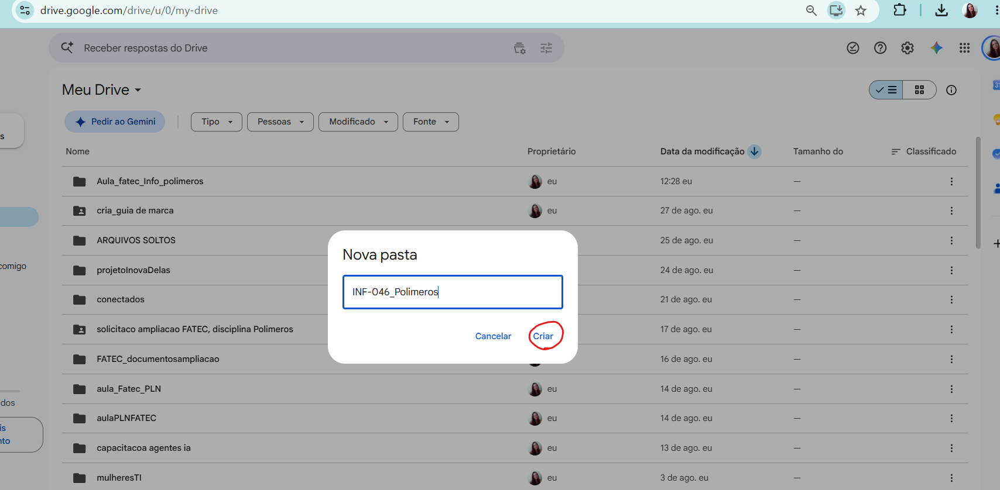 drive.google.com/drive/u/0/my-drive
Receber respostas do Drive
Meu Drive
Pedir ao Gemini
Tipo
Pessoas
Modificado
Fonte
s
Nome Proprietário Data da modificação Tamanho do Classificado
Aula_fatec_Info_polimeros eu 12:28 eu —
cria_guia de marca eu 27 de ago. eu —
ARQUIVOS SOLTOS 25 de ago. eu —
Nova pasta
INF-046_Polimeros
Cancelar Criar
comigo
projetoInovaDelas 24 de ago. eu —
conectados 21 de ago. eu —
solicitaco ampliacao FATEC, disciplina Polimeros 17 de ago. eu —
FATEC_documentosampliacao 16 de ago. eu —
aula_Fatec_PLN eu 14 de ago. eu —
dos
aulaPLNFATEC eu 14 de ago. eu —
is
nto
capacitacoa agentes ia eu 13 de ago. eu —
mulheresTI eu 3 de ago. eu —
31